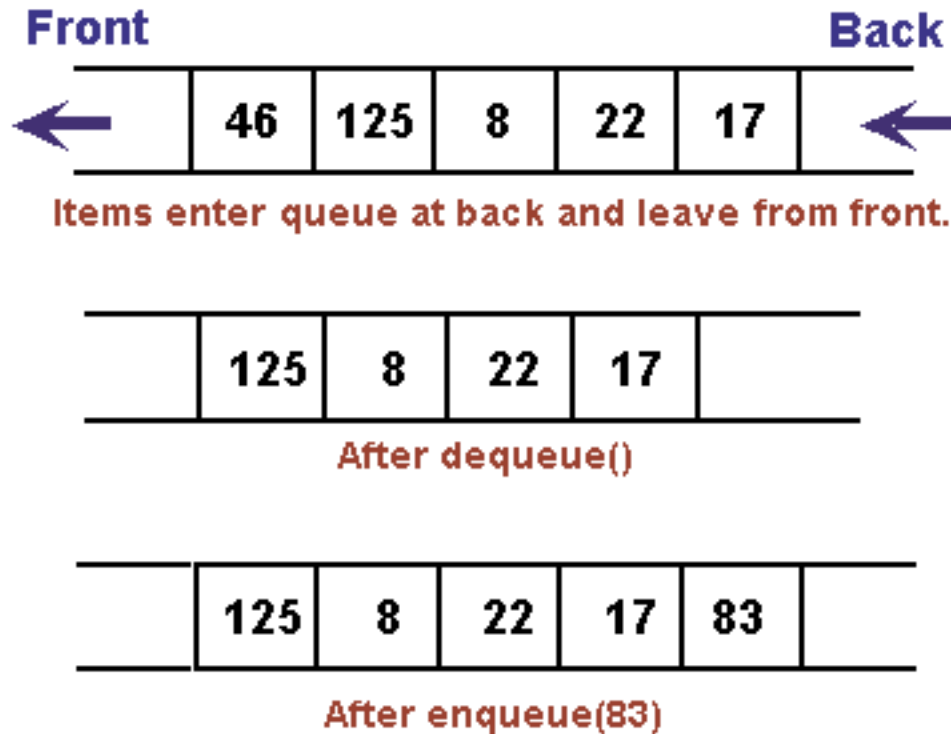 Front Back
46 125 8 22 17
Items enter queue at back and leave from front.
125 8 22 17
After dequeue()
125 8 22 17 83
After enqueue(83)